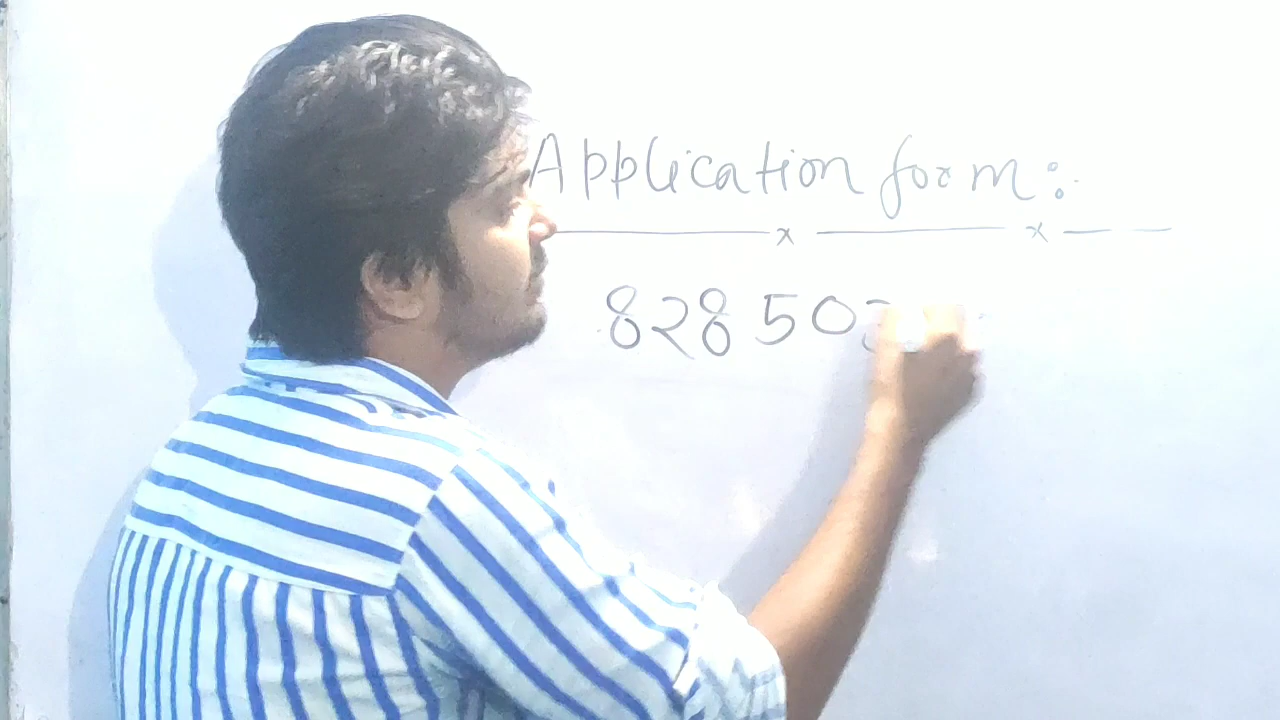 Application form:
—— x —— x — —
82850